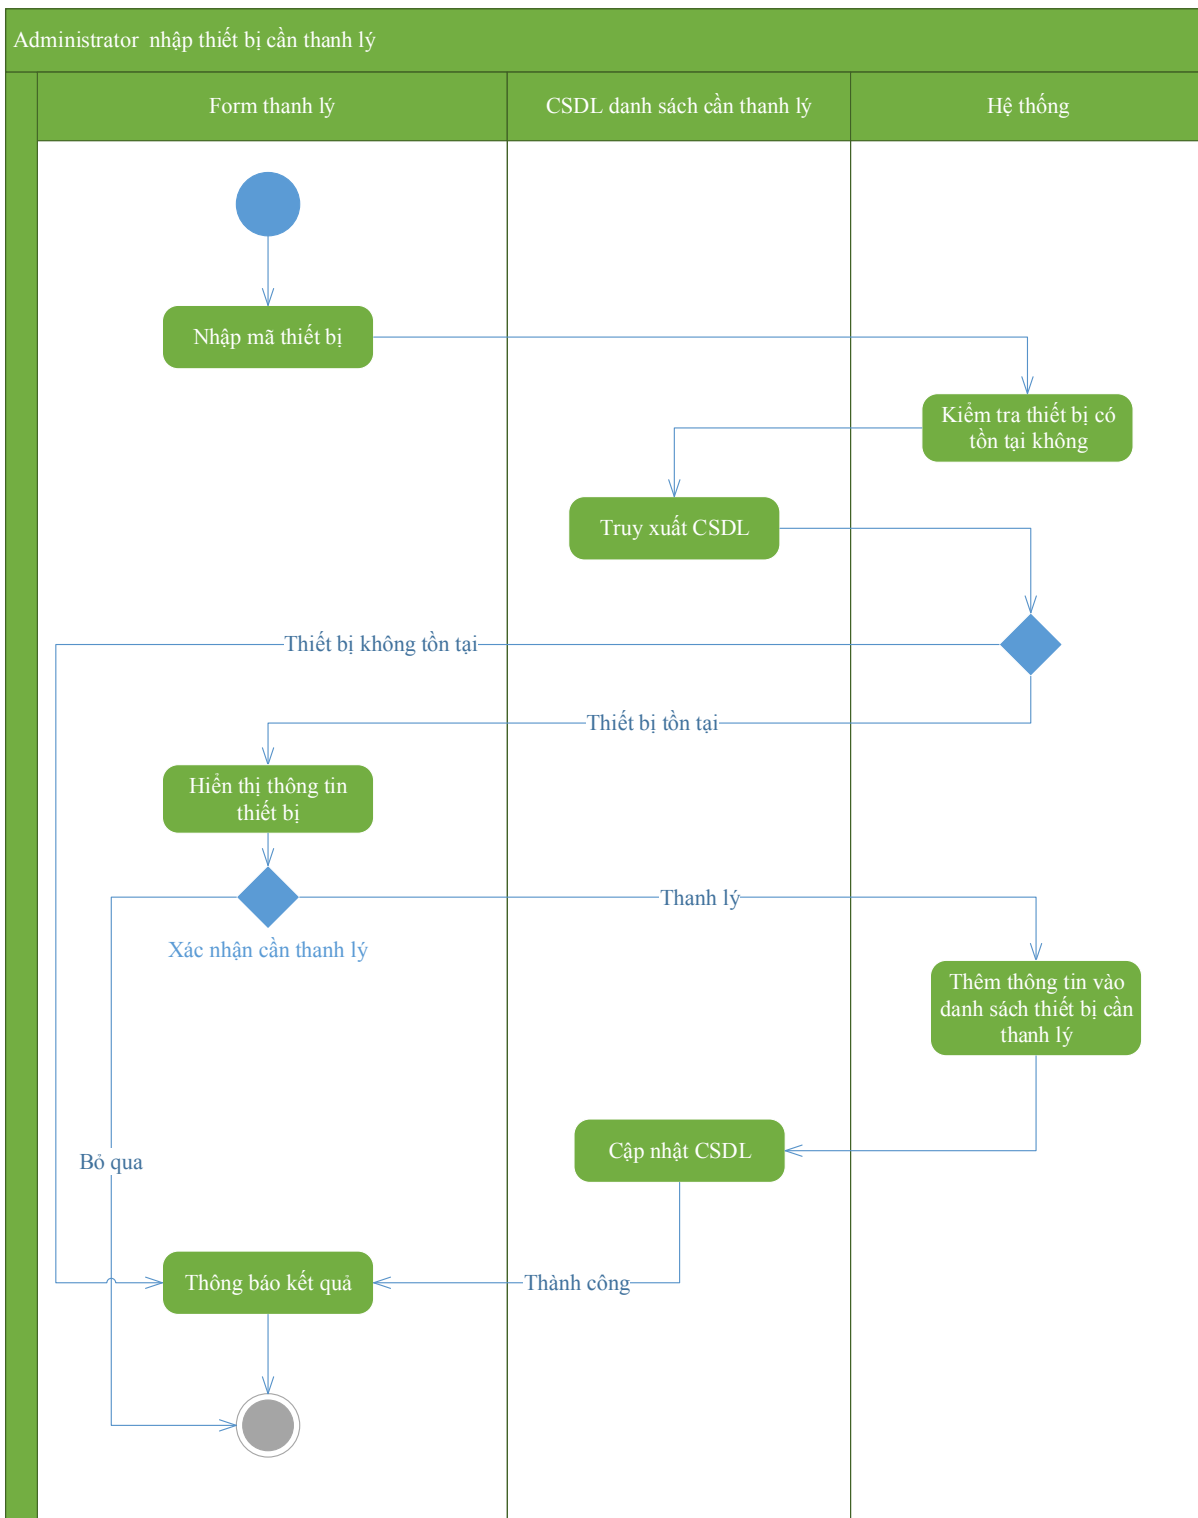 Administrator nhập thiết bị cần thanh lý
Form thanh lý
CSDL danh sách cần thanh lý
Hệ thống
Nhập mã thiết bị
Kiểm tra thiết bị có
tồn tại không
Truy xuất CSDL
Thiết bị không tồn tại
Thiết bị tồn tại
Hiển thị thông tin
thiết bị
Thanh lý
Xác nhận cần thanh lý
Thêm thông tin vào
danh sách thiết bị cần
thanh lý
Cập nhật CSDL
Bỏ qua
Thông báo kết quả
Thành công